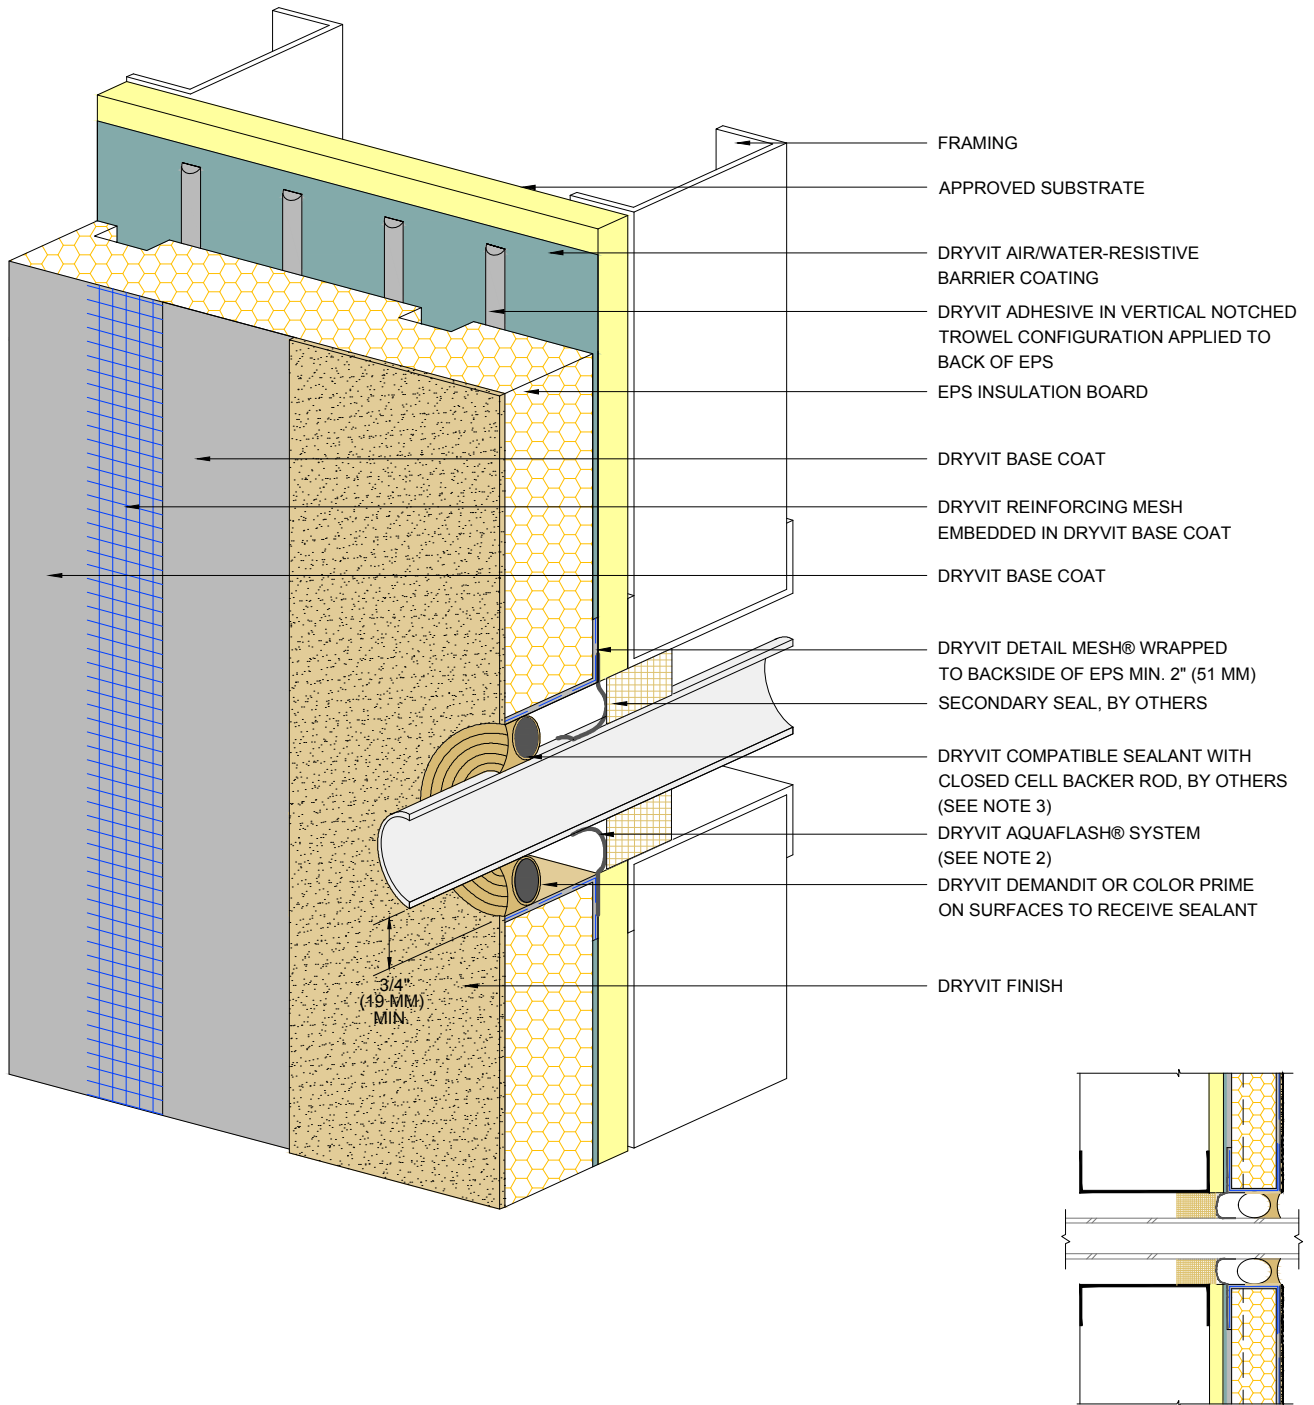 FRAMING
APPROVED SUBSTRATE
DRYVIT AIR/WATER-RESISTIVE
BARRIER COATING
DRYVIT ADHESIVE IN VERTICAL NOTCHED
TROWEL CONFIGURATION APPLIED TO
BACK OF EPS
EPS INSULATION BOARD
DRYVIT BASE COAT
DRYVIT REINFORCING MESH
EMBEDDED IN DRYVIT BASE COAT
DRYVIT BASE COAT
DRYVIT DETAIL MESH® WRAPPED
TO BACKSIDE OF EPS MIN. 2" (51 MM)
SECONDARY SEAL, BY OTHERS
DRYVIT COMPATIBLE SEALANT WITH
CLOSED CELL BACKER ROD, BY OTHERS
(SEE NOTE 3)
DRYVIT AQUAFLASH® SYSTEM
(SEE NOTE 2)
DRYVIT DEMANDIT OR COLOR PRIME
ON SURFACES TO RECEIVE SEALANT
DRYVIT FINISH
3/4"
(19 MM)
MIN.